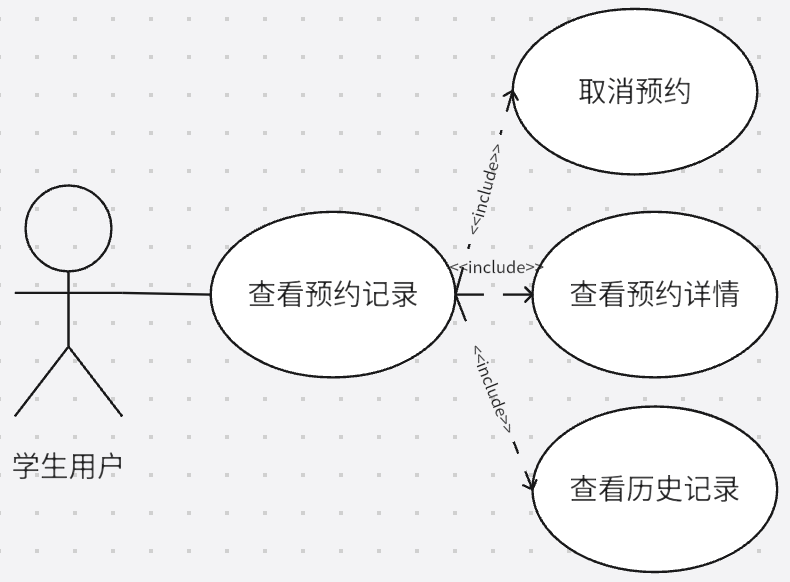 取消预约
<<include>>
<<include>>
查看预约记录
查看预约详情
<<include>>
学生用户
查看历史记录